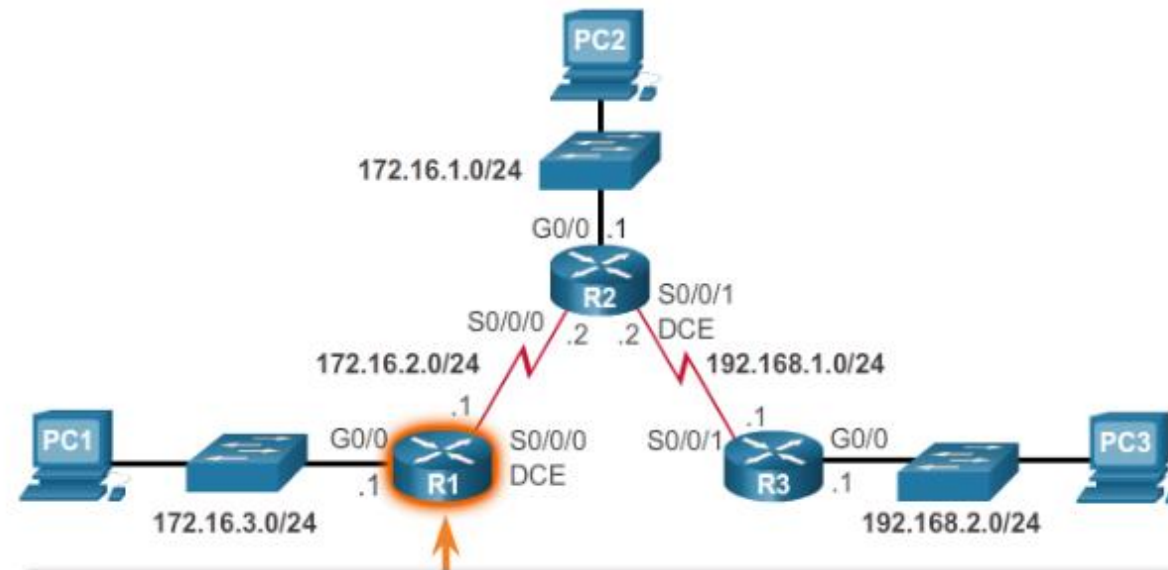 PC2
172.16.1.0/24
G0/0 .1
R2
S0/0/1
DCE
S0/0/0
.2 .2
172.16.2.0/24
192.168.1.0/24
.1
.1
PC1
G0/0
R1
S0/0/0
DCE
.1
172.16.3.0/24
S0/0/1
R3
G0/0
.1
PC3
192.168.2.0/24